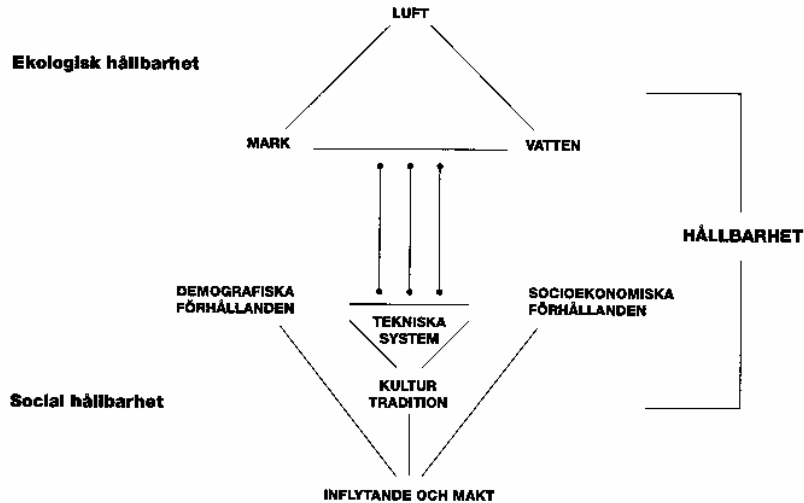 LUFT
Ekologisk hållbarhet
MARK
VATTEN
HÅLLBARHET
DEMOGRAFISKA
FÖRHÅLLANDEN
SOCIOEKONOMISKA
FÖRHÅLLANDEN
TEKNISKA
SYSTEM
KULTUR
TRADITION
Social hållbarhet
INFLYTANDE OCH MAKT